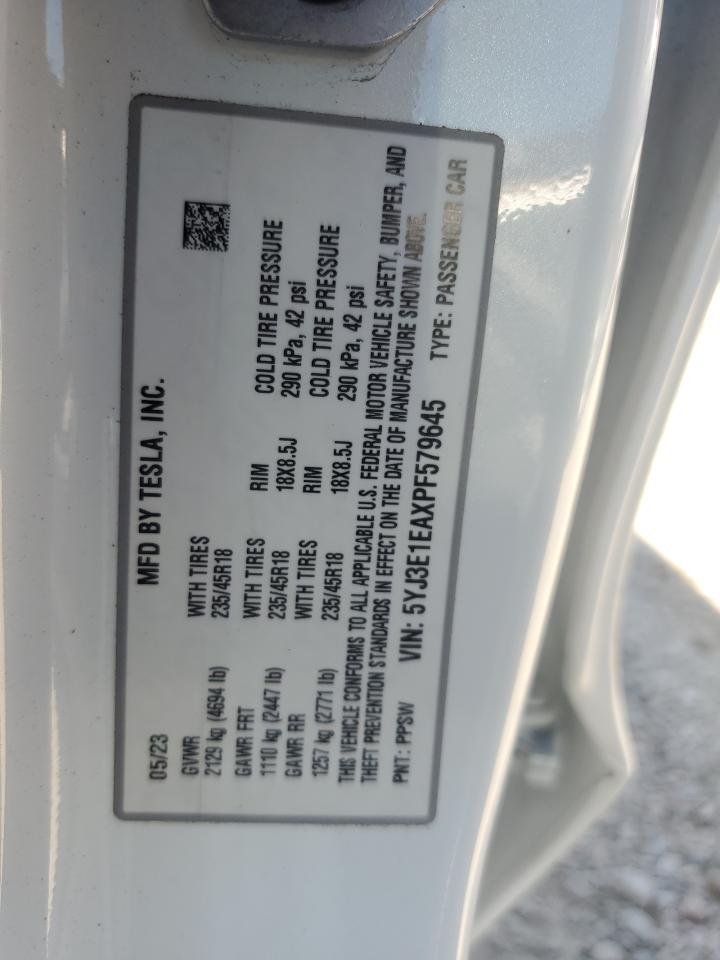 05/23 MFD BY TESLA, INC.
GVWR WITH TIRES
2129 kg (4694 lb) 235/45R18
GAWR FRT WITH TIRES RIM COLD TIRE PRESSURE
1110 kg (2447 lb) 235/45R18 18X8.5J 290 kPa, 42 psi
GAWR RR WITH TIRES RIM COLD TIRE PRESSURE
1257 kg (2771 lb) 235/45R18 18X8.5J 290 kPa, 42 psi
THIS VEHICLE CONFORMS TO ALL APPLICABLE U.S. FEDERAL MOTOR VEHICLE SAFETY, BUMPER, AND
THEFT PREVENTION STANDARDS IN EFFECT ON THE DATE OF MANUFACTURE SHOWN ABOVE.
PNT: PPSW VIN: 5YJ3E1EAXPF579645 TYPE: PASSENGER CAR